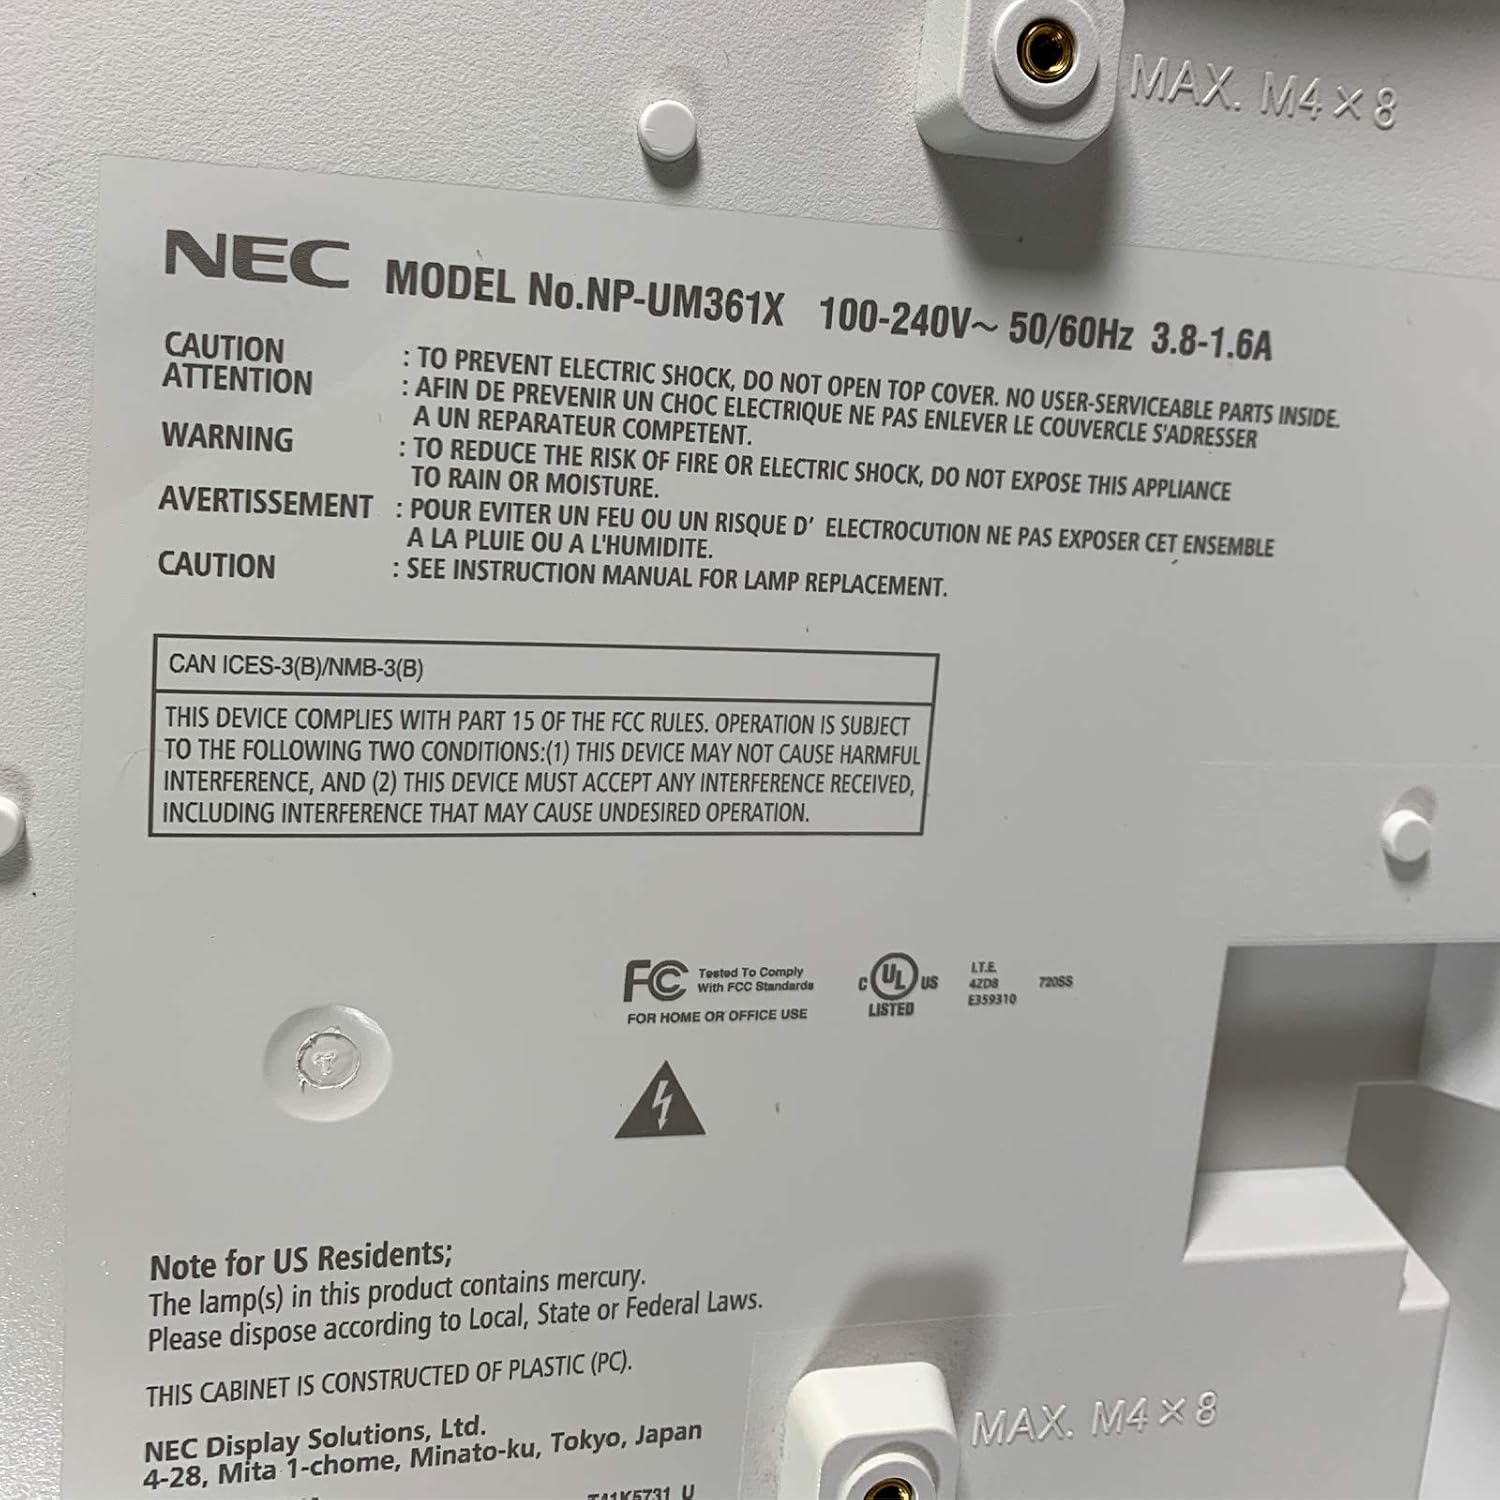 MAX. M4×8
NEC MODEL No.NP-UM361X 100-240V~ 50/60Hz 3.8-1.6A
CAUTION : TO PREVENT ELECTRIC SHOCK, DO NOT OPEN TOP COVER. NO USER-SERVICEABLE PARTS INSIDE.
ATTENTION : AFIN DE PREVENIR UN CHOC ELECTRIQUE NE PAS ENLEVER LE COUVERCLE S'ADRESSER
A UN REPARATEUR COMPETENT.
WARNING : TO REDUCE THE RISK OF FIRE OR ELECTRIC SHOCK, DO NOT EXPOSE THIS APPLIANCE
TO RAIN OR MOISTURE.
AVERTISSEMENT : POUR EVITER UN FEU OU UN RISQUE D' ELECTROCUTION NE PAS EXPOSER CET ENSEMBLE
A LA PLUIE OU A L'HUMIDITE.
CAUTION : SEE INSTRUCTION MANUAL FOR LAMP REPLACEMENT.
CAN ICES-3(B)/NMB-3(B)
THIS DEVICE COMPLIES WITH PART 15 OF THE FCC RULES. OPERATION IS SUBJECT
TO THE FOLLOWING TWO CONDITIONS:(1) THIS DEVICE MAY NOT CAUSE HARMFUL
INTERFERENCE, AND (2) THIS DEVICE MUST ACCEPT ANY INTERFERENCE RECEIVED,
INCLUDING INTERFERENCE THAT MAY CAUSE UNDESIRED OPERATION.
FC Tested To Comply
With FCC Standards
FOR HOME OR OFFICE USE
C UL US
LISTED
I.T.E.
4ZD8 720SS
E359310
Note for US Residents;
The lamp(s) in this product contains mercury.
Please dispose according to Local, State or Federal Laws.
THIS CABINET IS CONSTRUCTED OF PLASTIC (PC).
MAX. M4×8
NEC Display Solutions, Ltd.
4-28, Mita 1-chome, Minato-ku, Tokyo, Japan